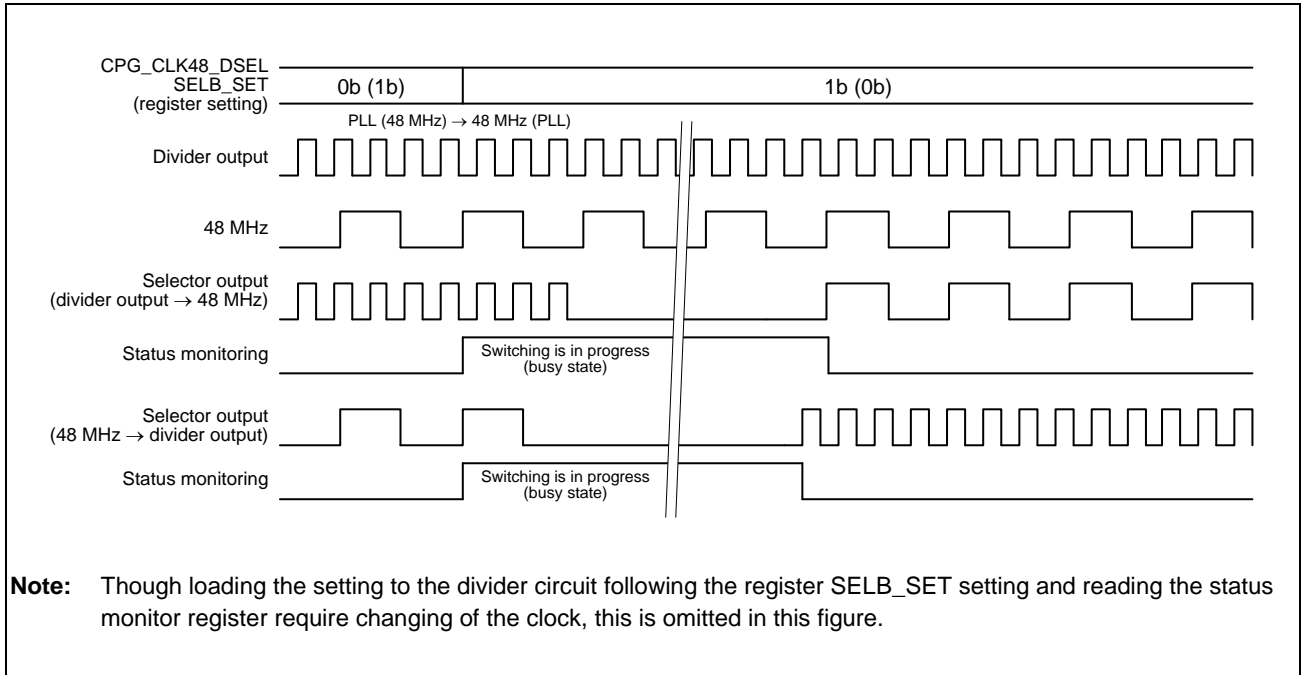 CPG_CLK48_DSEL
SELB_SET
(register setting)
0b (1b)
1b (0b)
PLL (48 MHz) → 48 MHz (PLL)
Divider output
48 MHz
Selector output
(divider output → 48 MHz)
Status monitoring
Switching is in progress
(busy state)
Selector output
(48 MHz → divider output)
Status monitoring
Switching is in progress
(busy state)
Note: Though loading the setting to the divider circuit following the register SELB_SET setting and reading the status
monitor register require changing of the clock, this is omitted in this figure.